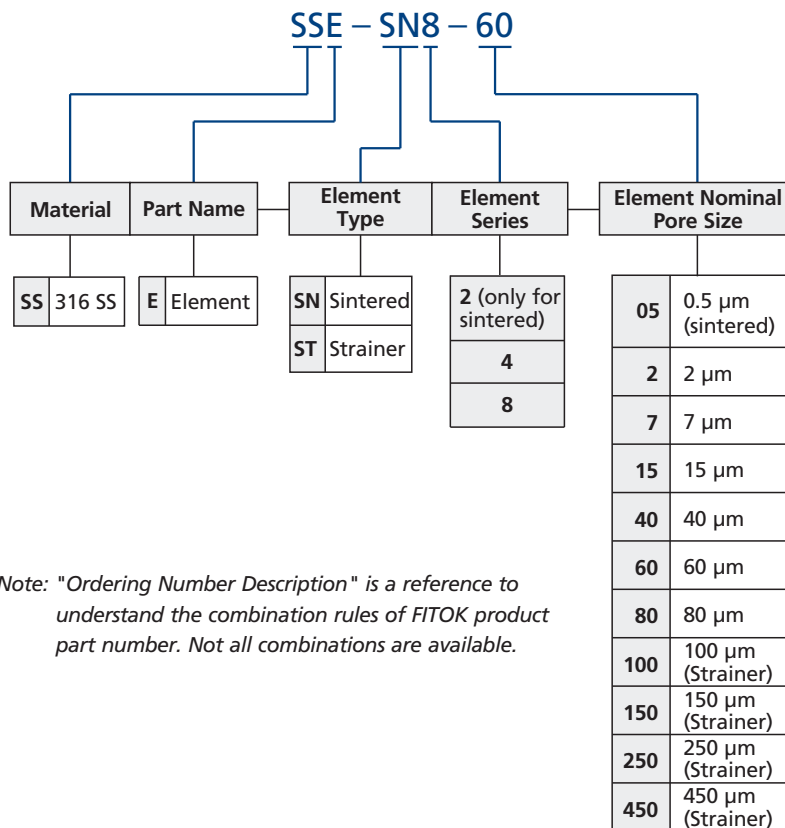 SSE – SN8 – 60
Material
Part Name
Element
Type
Element
Series
Element Nominal
Pore Size
SS 316 SS
E Element
SN Sintered
ST Strainer
2 (only for
sintered)
4
8
05 0.5 µm
(sintered)
2 2 µm
7 7 µm
15 15 µm
40 40 µm
60 60 µm
80 80 µm
100 100 µm
(Strainer)
150 150 µm
(Strainer)
250 250 µm
(Strainer)
450 450 µm
(Strainer)
Note: "Ordering Number Description" is a reference to
understand the combination rules of FITOK product
part number. Not all combinations are available.